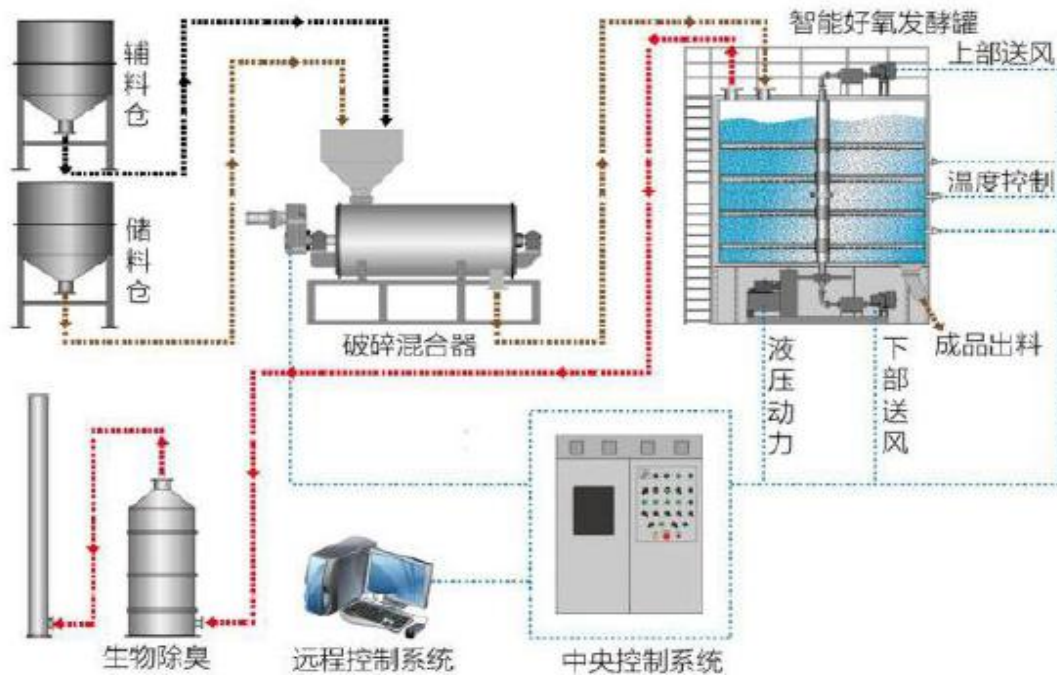 智能好氧发酵罐
上部送风
辅料仓
温度控制
储料仓
破碎混合器
成品出料
液压动力
下部送风
生物除臭
远程控制系统
中央控制系统